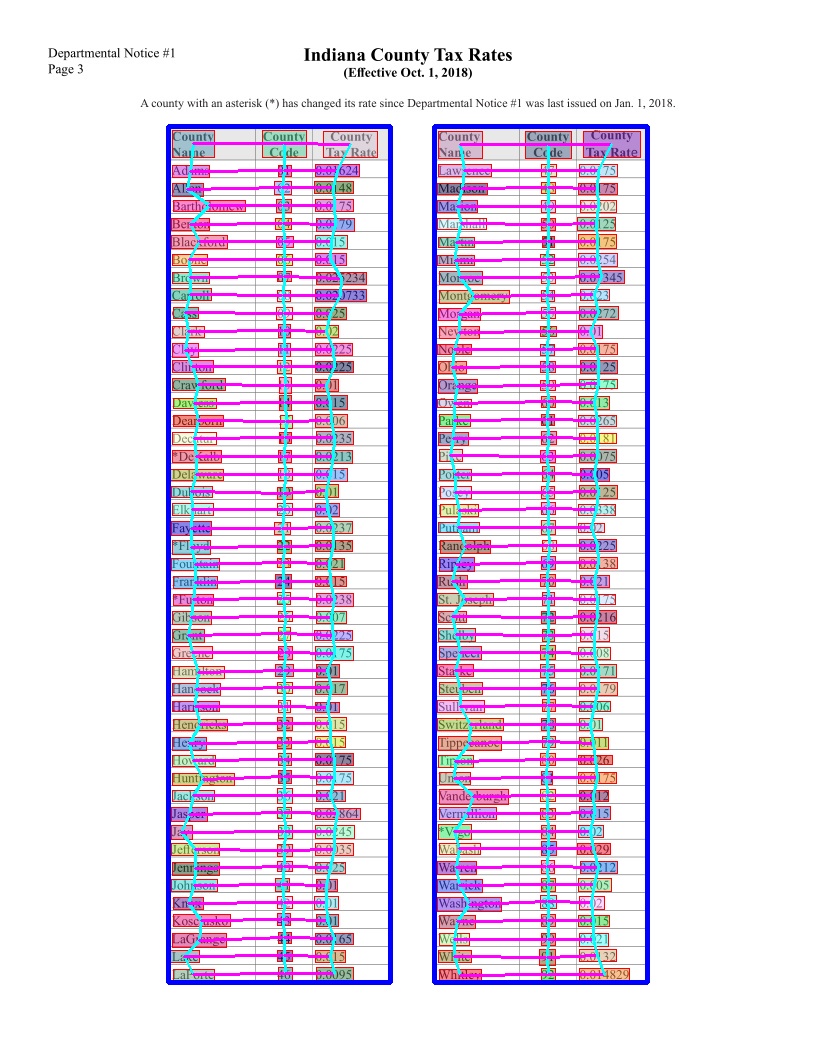 Departmental Notice #1
Page 3
Indiana County Tax Rates
(Effective Oct. 1, 2018)
A county with an asterisk (*) has changed its rate since Departmental Notice #1 was last issued on Jan. 1, 2018.
County Name County Code County Tax Rate
Adams 01 0.01624
Allen 02 0.0148
Bartholomew 03 0.0175
Benton 04 0.0179
Blackford 05 0.015
Boone 06 0.015
Brown 07 0.025234
Carroll 08
Cass 09 0.025
Clark 10 0.02
Clay 11 0.0225
Clinton 12 0.0225
Crawford 13 0.01
Daviess 14 0.015
Dearborn 15 0.006
Decatur 16 0.0235
*DeKalb 17 0.0213
Delaware 18 0.015
Dubois 19 0.01
Elkhart 20 0.02
Fayette 21 0.0237
*Floyd 22 0.0135
Fountain 23 0.021
Franklin 24 0.015
*Fulton 25 0.0238
Gibson 26 0.007
Grant 27 0.0225
Greene 28 0.0175
Hamilton 29 0.01
Hancock 30 0.017
Harrison 31 0.01
Hendricks 32 0.015
Henry 33 0.015
Howard 34 0.0175
Huntington 35 0.0175
Jackson 36 0.021
Jasper 37 0.02864
Jay 38 0.0245
Jefferson 39 0.0035
Jennings 40 0.025
Johnson 41 0.01
Knox 42 0.01
Kosciusko 43 0.01
LaGrange 44 0.0165
Lake 45 0.015
LaPorte 46 0.0095
County Name County Code County Tax Rate
Lawrence 47 0.0175
Madison 48 0.0175
Marion 49 0.0202
Marshall 50 0.0125
Martin 51 0.0175
Miami 52 0.0254
Monroe 53 0.01345
Montgomery 54 0.023
Morgan 55 0.0272
Newton 56 0.01
Noble 57 0.0175
Ohio 58 0.0125
Orange 59 0.0175
Owen 60 0.013
Parke 61 0.0265
Perry 62 0.0181
Pike 63 0.0075
Porter 64 0.005
Posey 65 0.0125
Pulaski 66 0.0338
Putnam 67 0.02
Randolph 68 0.0225
Ripley 69 0.0138
Rush 70 0.021
St. Joseph 71 0.0175
Scott 72 0.0216
Shelby 73 0.015
Spencer 74 0.008
Starke 75 0.0171
Steuben 76 0.0179
Sullivan 77 0.006
Switzerland 78 0.01
Tippecanoe 79 0.011
Tipton 80 0.026
Union 81 0.0175
Vanderburgh 82 0.012
Vermillion 83 0.015
*Vigo 84 0.02
Wabash 85 0.029
Warren 86 0.0212
Warrick 87 0.005
Washington 88 0.02
Wayne 89 0.015
Wells 90 0.021
White 91 0.0132
Whitley 92 0.014829